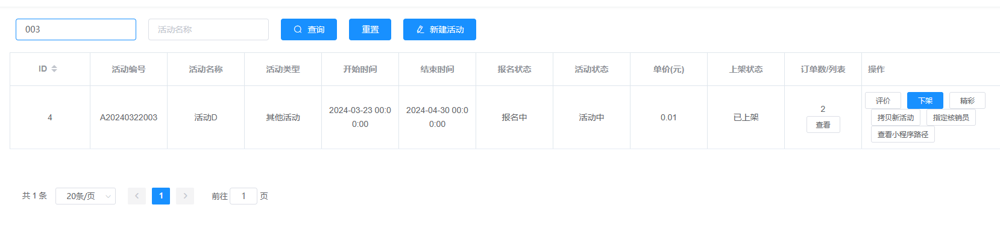 003 活动名称 查询 重置 新建活动
ID 活动编号 活动名称 活动类型 开始时间 结束时间 报名状态 活动状态 单价(元) 上架状态 订单数/列表 操作
4 A20240322003 活动D 其他活动 2024-03-23 00:0 2024-04-30 00:0 报名中 活动中 0.01 已上架 2 评价 下架 精彩
0:00 0:00 查看 拷贝新活动 指定核销员
查看小程序路径
共 1 条 20条/页 1 前往 1 页